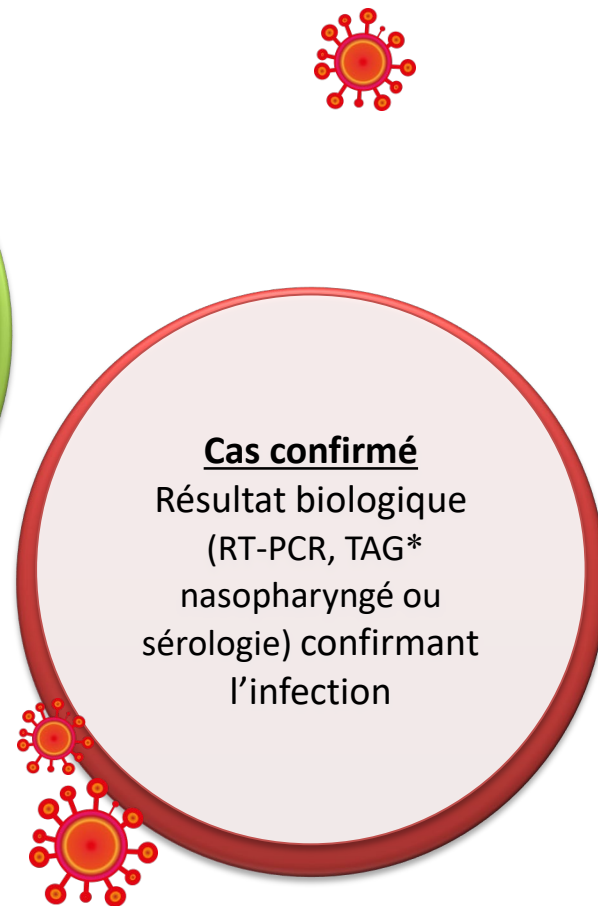 Cas confirmé
Résultat biologique
(RT-PCR, TAG*
nasopharyngé ou
sérologie) confirmant
l’infection